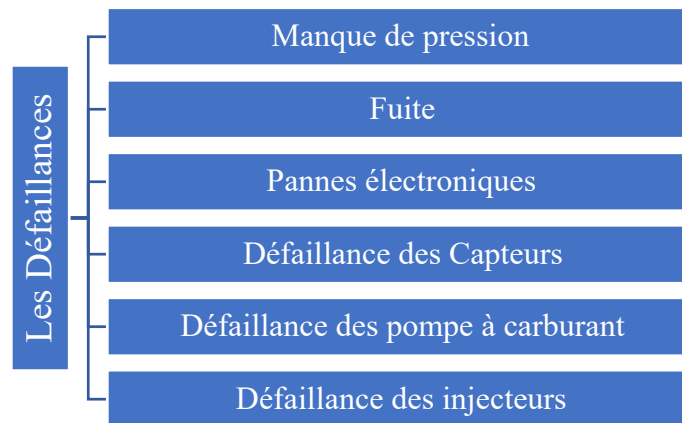 Les Défaillances
Manque de pression
Fuite
Pannes électroniques
Défaillance des Capteurs
Défaillance des pompe à carburant
Défaillance des injecteurs